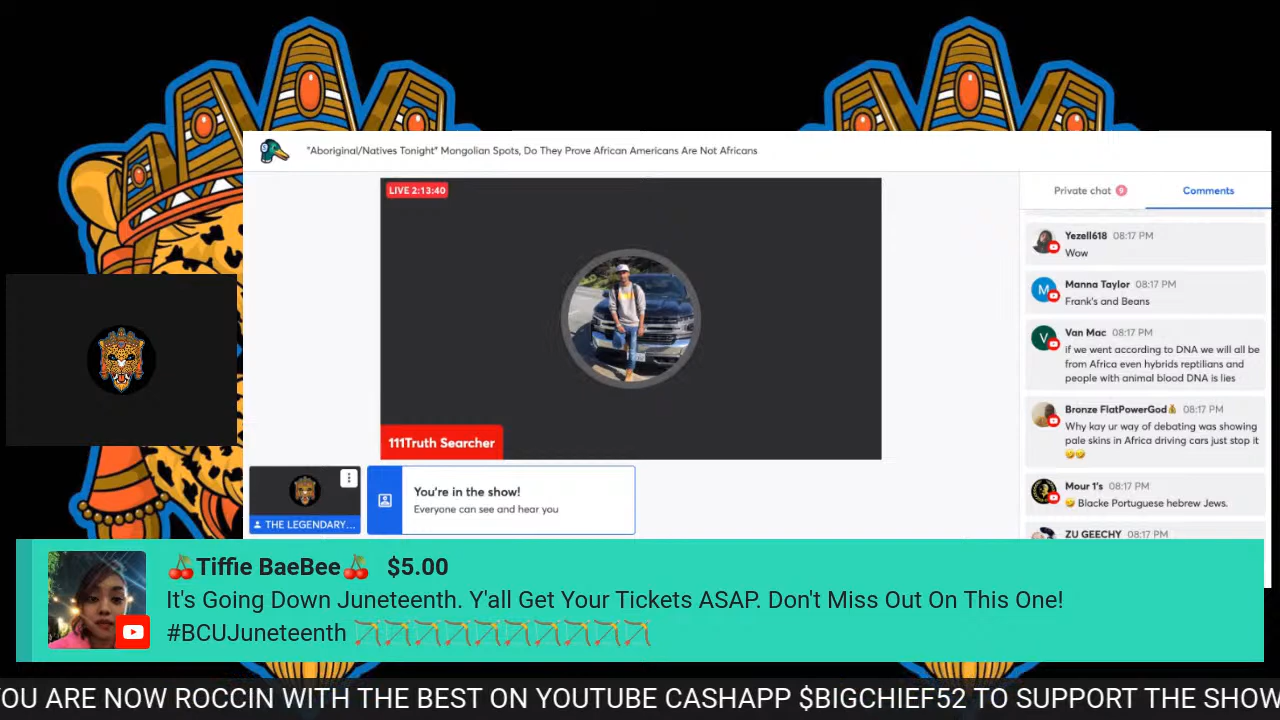 "Aboriginal/Natives Tonight" Mongolian Spots, Do They Prove African Americans Are Not Africans
LIVE 2:13:40
111Truth Searcher
THE LEGENDARY...
You're in the show!
Everyone can see and hear you
Private chat 9
Comments
Yezell618 08:17 PM
Wow
M
Manna Taylor 08:17 PM
Frank's and Beans
V
Van Mac 08:17 PM
if we went according to DNA we will all be
from Africa even hybrids reptilians and
people with animal blood DNA is lies
Bronze FlatPowerGod💰 08:17 PM
Why kay ur way of debating was showing
pale skins in Africa driving cars just stop it
🤣🤣
Mour 1's 08:17 PM
🤣 Blacke Portuguese hebrew Jews.
ZU GEECHY 08:17 PM
🍒Tiffie BaeBee🍒 $5.00
It's Going Down Juneteenth. Y'all Get Your Tickets ASAP. Don't Miss Out On This One!
#BCUJuneteenth 🏹🏹🏹🏹🏹🏹🏹🏹🏹🏹
YOU ARE NOW ROCCIN WITH THE BEST ON YOUTUBE CASHAPP $BIGCHIEF52 TO SUPPORT THE SHOW